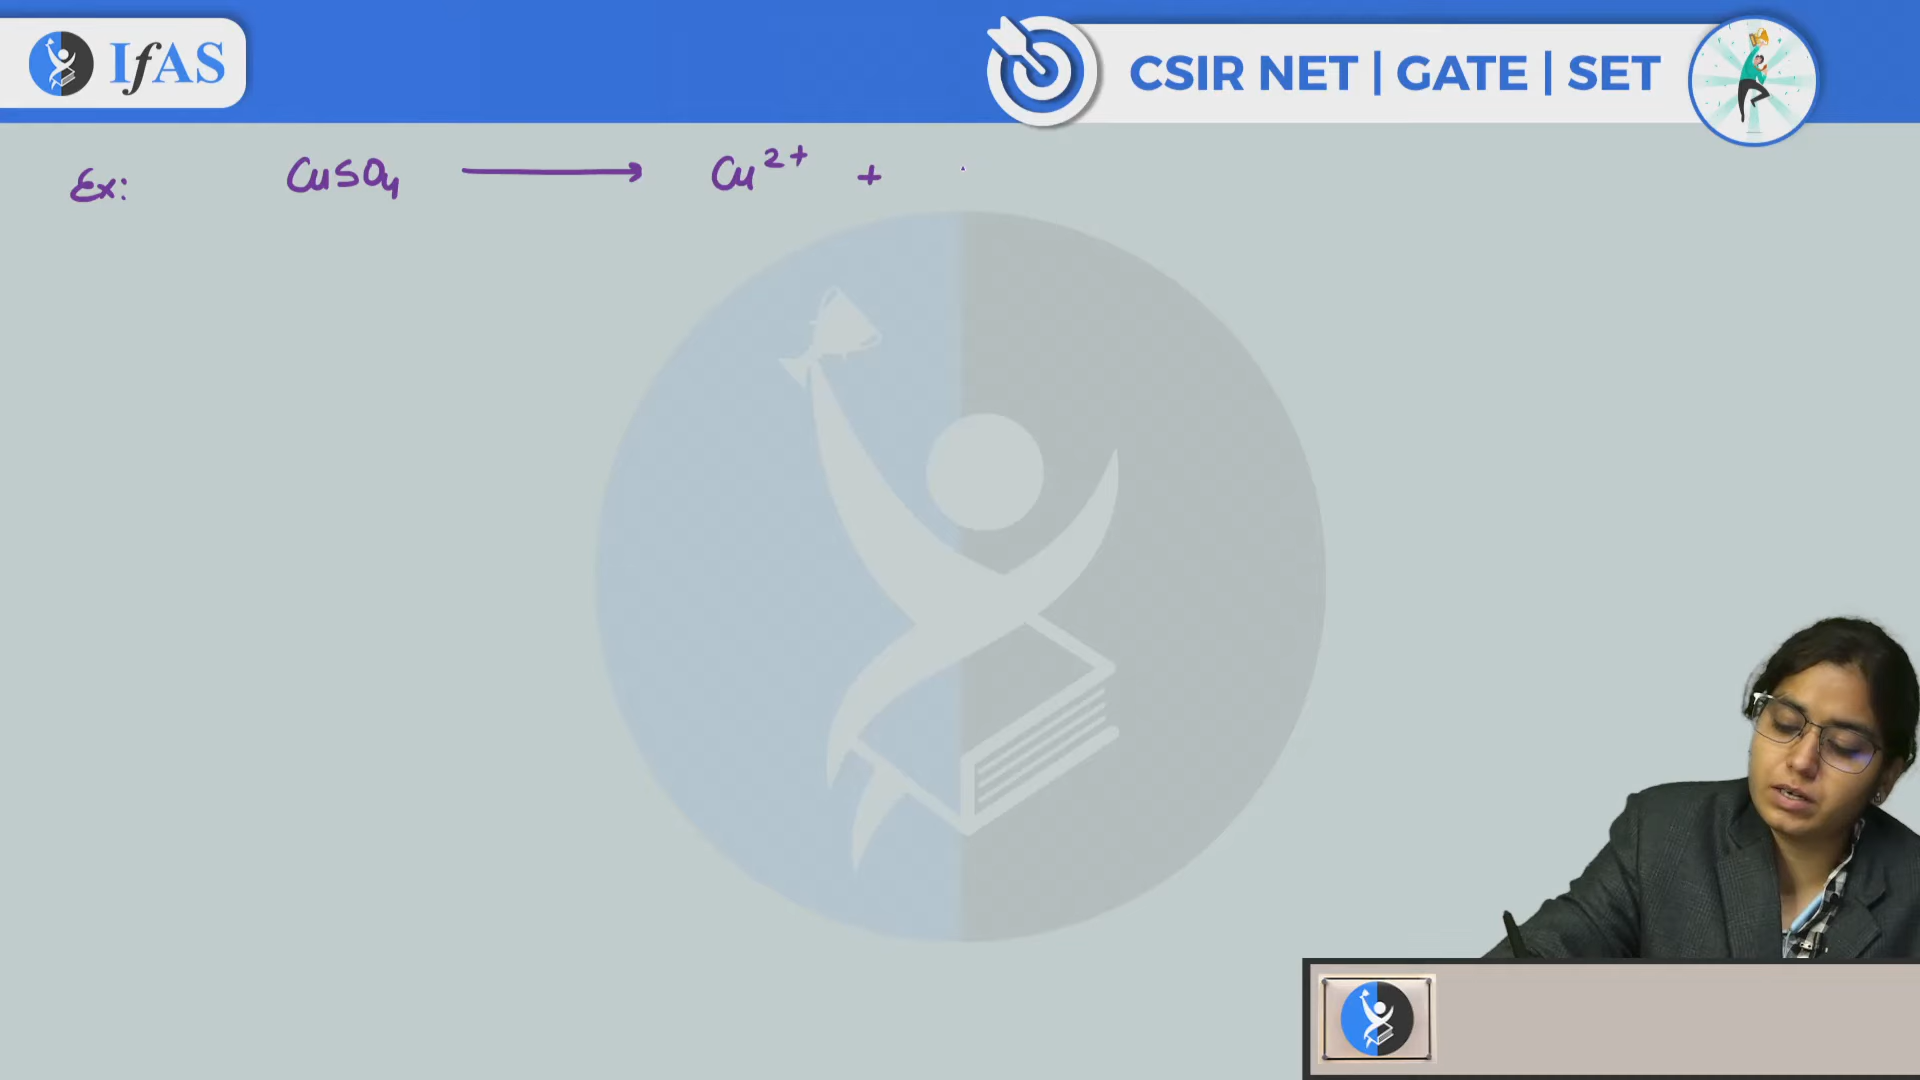 IfAS
CSIR NET | GATE | SET
Ex: CuSO₄ ⟶ Cu²⁺ +